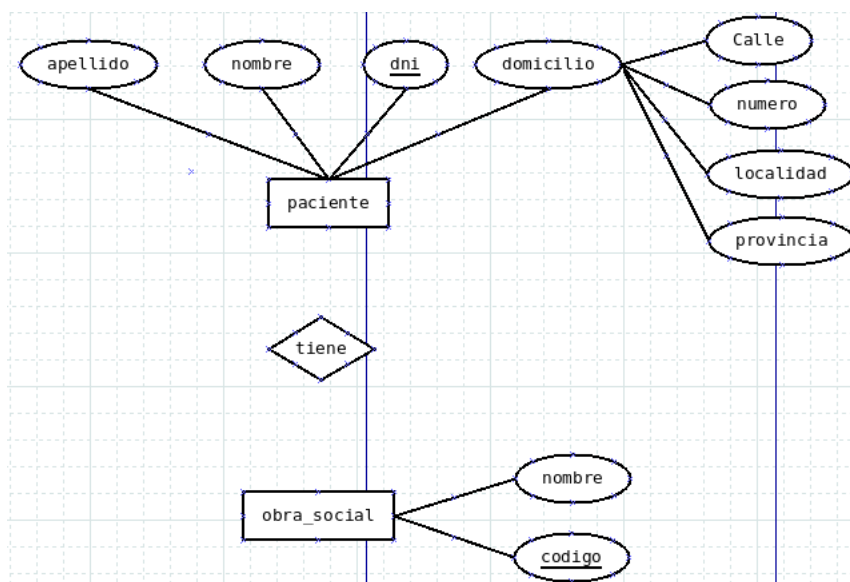 apellido
nombre
dni
domicilio
Calle
numero
localidad
provincia
paciente
tiene
obra_social
nombre
codigo